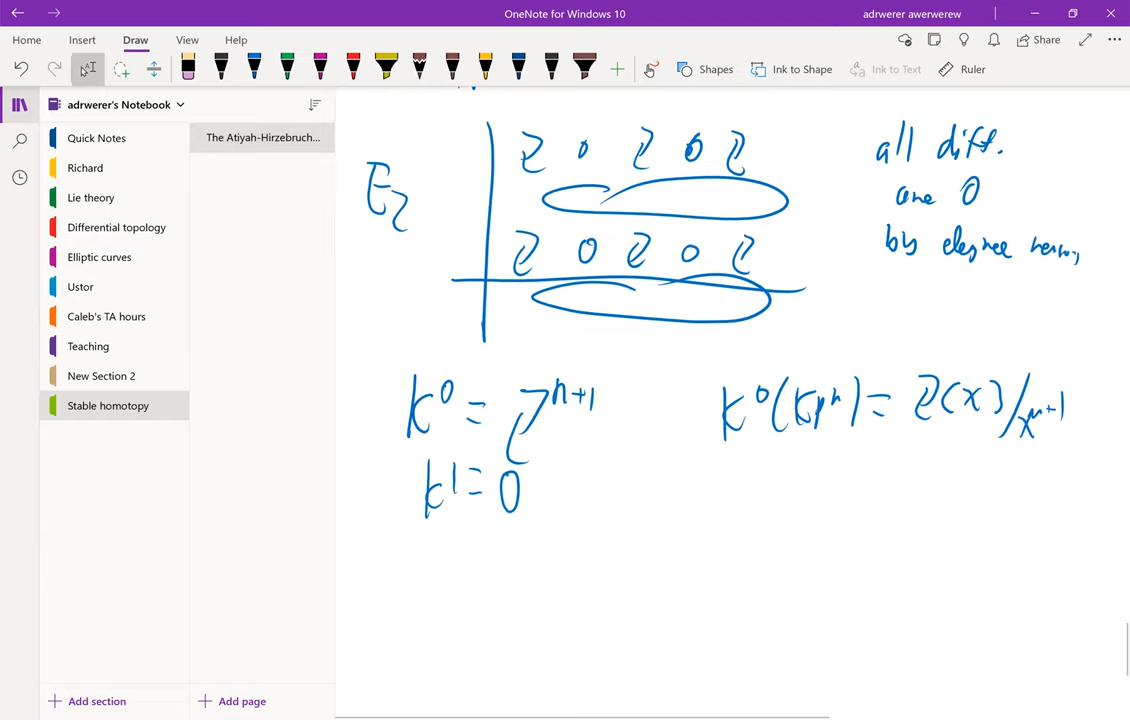 OneNote for Windows 10
adrwerer awerwerew
Home Insert Draw View Help
Share
Shapes
Ink to Shape
Ink to Text
Ruler
adrwerer's Notebook
The Atiyah-Hirzebruch...
Quick Notes
Richard
Lie theory
Differential topology
Elliptic curves
Ustor
Caleb's TA hours
Teaching
New Section 2
Stable homotopy
Add section
Add page
E₂
Z 0 Z 0 Z
Z 0 Z 0 Z
all diff.
are 0
by degree
K⁰ = Zⁿ⁺¹
K¹ = 0
K⁰( ) = Z(x)/xⁿ⁺¹